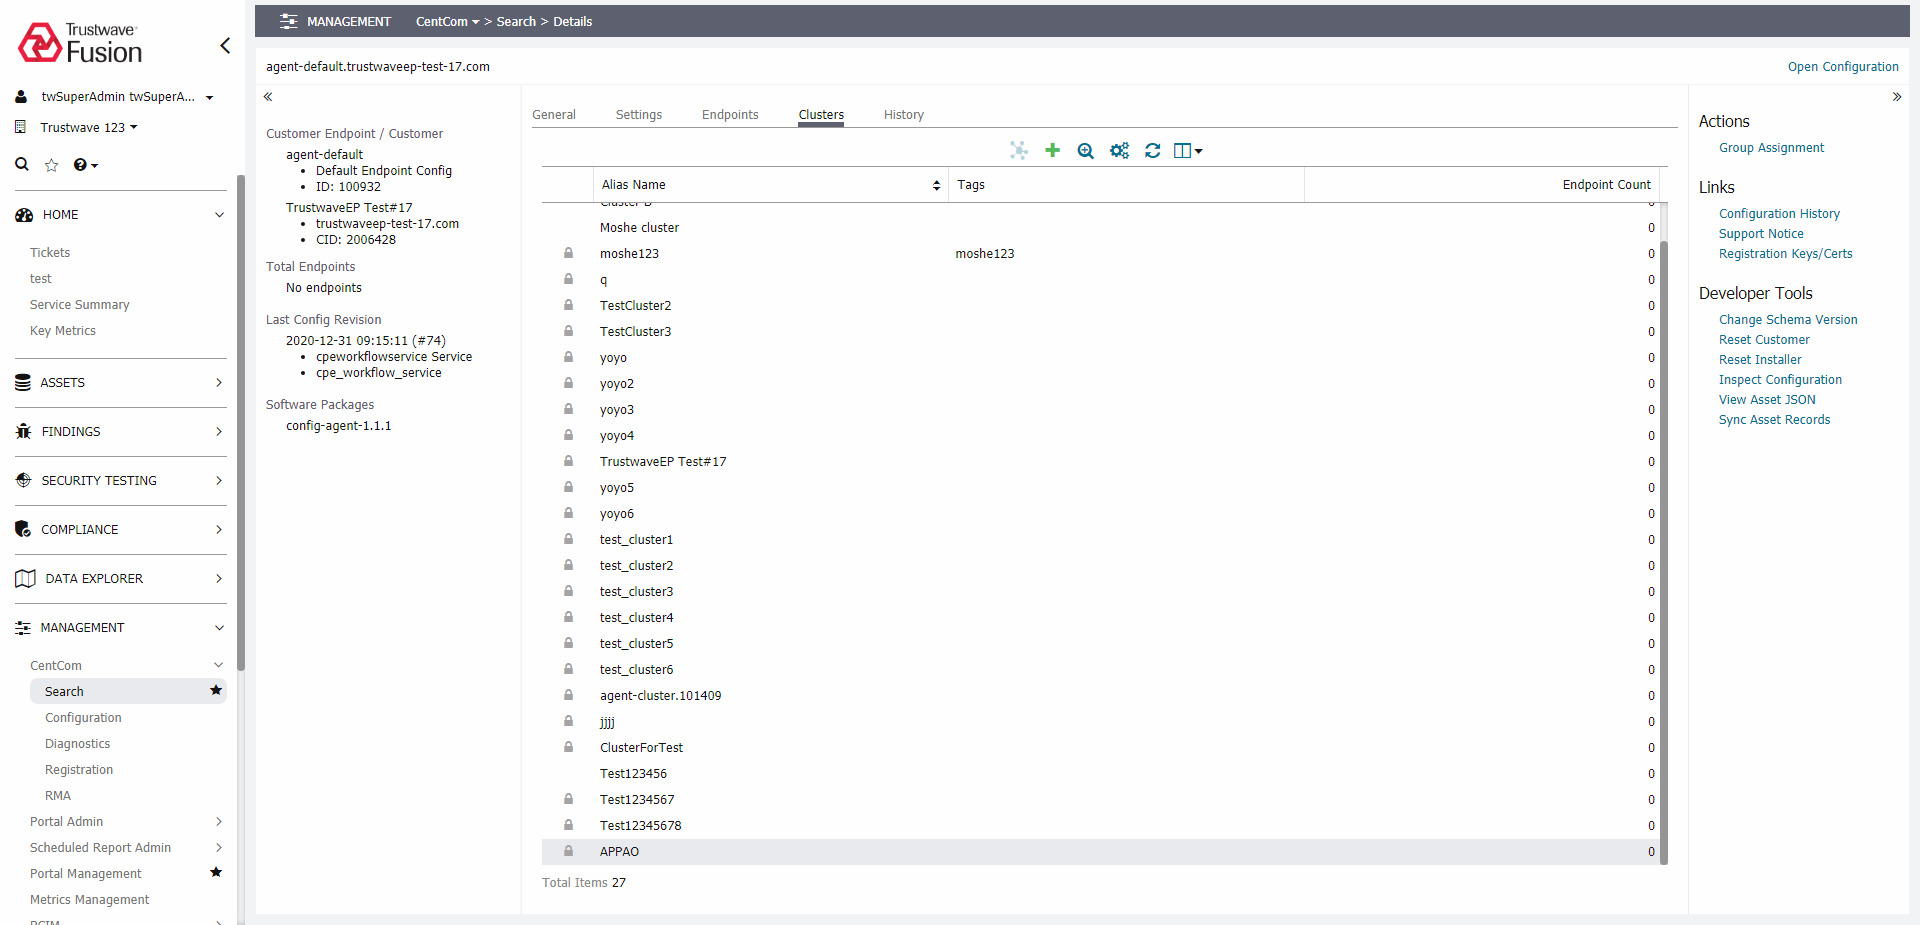 Trustwave
Fusion
twSuperAdmin twSuperA...
Trustwave 123
HOME
Tickets
test
Service Summary
Key Metrics
ASSETS
FINDINGS
SECURITY TESTING
COMPLIANCE
DATA EXPLORER
MANAGEMENT
CentCom
Search
Configuration
Diagnostics
Registration
RMA
Portal Admin
Scheduled Report Admin
Portal Management
Metrics Management
MANAGEMENT CentCom > Search > Details
agent-default.trustwaveep-test-17.com
Open Configuration
Customer Endpoint / Customer
agent-default
• Default Endpoint Config
• ID: 100932
TrustwaveEP Test#17
• trustwaveep-test-17.com
• CID: 2006428
Total Endpoints
No endpoints
Last Config Revision
2020-12-31 09:15:11 (#74)
• cpeworkflowservice Service
• cpe_workflow_service
Software Packages
config-agent-1.1.1
General Settings Endpoints Clusters History
Alias Name Tags Endpoint Count
Moshe cluster 0
moshe123 moshe123 0
q 0
TestCluster2 0
TestCluster3 0
yoyo 0
yoyo2 0
yoyo3 0
yoyo4 0
TrustwaveEP Test#17 0
yoyo5 0
yoyo6 0
test_cluster1 0
test_cluster2 0
test_cluster3 0
test_cluster4 0
test_cluster5 0
test_cluster6 0
agent-cluster.101409 0
jjjj 0
ClusterForTest 0
Test123456 0
Test1234567 0
Test12345678 0
APPAO 0
Total Items 27
Actions
Group Assignment
Links
Configuration History
Support Notice
Registration Keys/Certs
Developer Tools
Change Schema Version
Reset Customer
Reset Installer
Inspect Configuration
View Asset JSON
Sync Asset Records